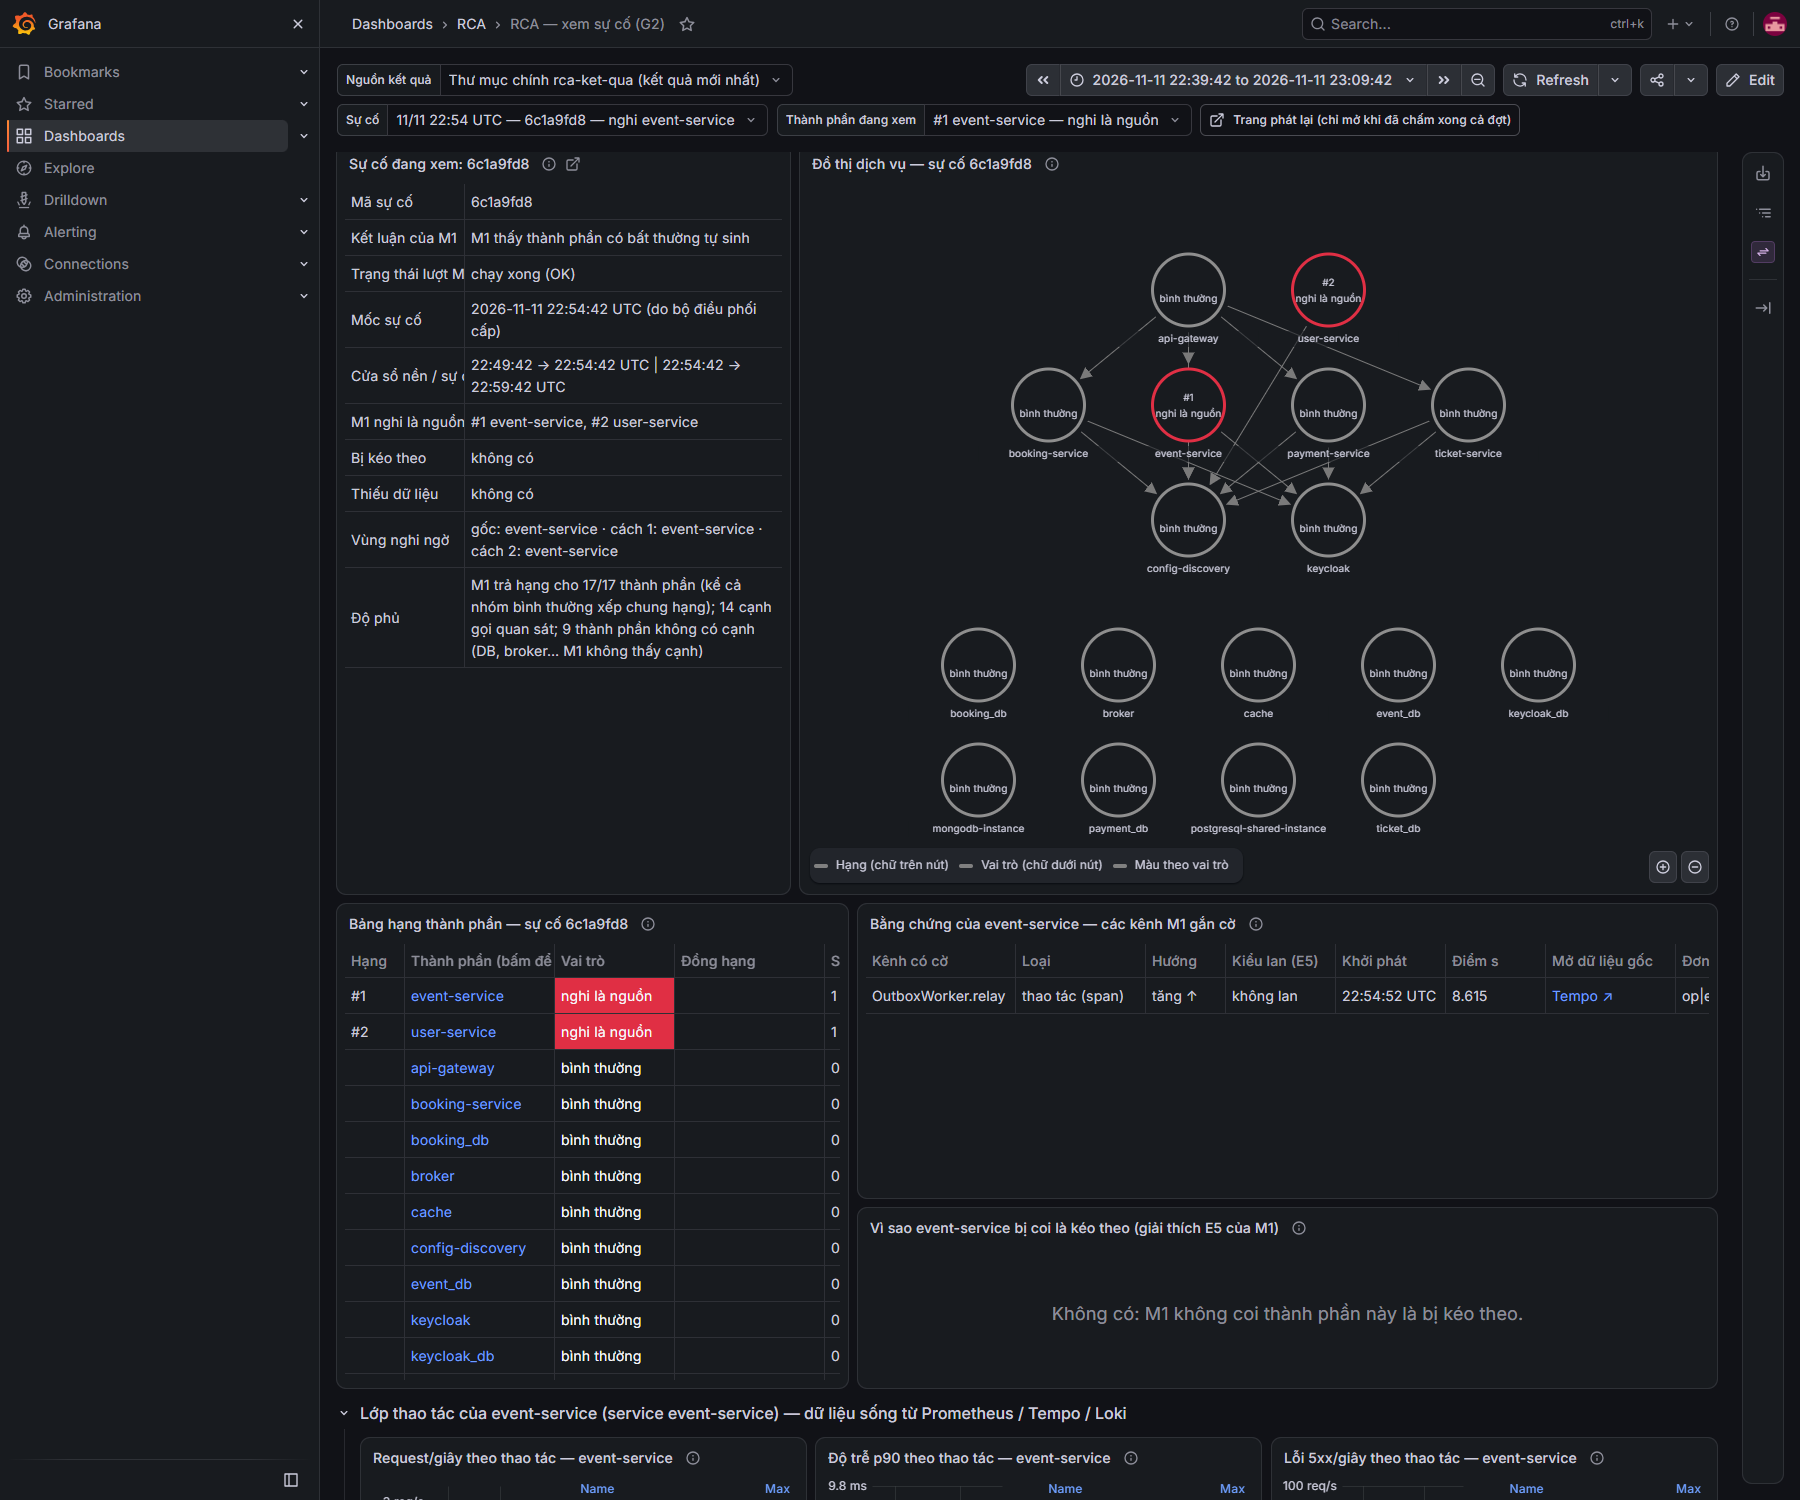 Grafana
Dashboards › RCA › RCA — xem sự cố (G2)
Search... ctrl+k
Bookmarks
Starred
Dashboards
Explore
Drilldown
Alerting
Connections
Administration
Nguồn kết quả Thư mục chính rca-ket-qua (kết quả mới nhất)
2026-11-11 22:39:42 to 2026-11-11 23:09:42
Refresh
Edit
Sự cố 11/11 22:54 UTC — 6c1a9fd8 — nghi event-service
Thành phần đang xem #1 event-service — nghi là nguồn
Trang phát lại (chỉ mở khi đã chấm xong cả đợt)
Sự cố đang xem: 6c1a9fd8
Mã sự cố 6c1a9fd8
Kết luận của M1 M1 thấy thành phần có bất thường tự sinh
Trạng thái lượt M chạy xong (OK)
Mốc sự cố 2026-11-11 22:54:42 UTC (do bộ điều phối
cấp)
Cửa sổ nền / sự 22:49:42 → 22:54:42 UTC | 22:54:42 →
22:59:42 UTC
M1 nghi là nguồn #1 event-service, #2 user-service
Bị kéo theo không có
Thiếu dữ liệu không có
Vùng nghi ngờ gốc: event-service · cách 1: event-service ·
cách 2: event-service
Độ phủ M1 trả hạng cho 17/17 thành phần (kể cả
nhóm bình thường xếp chung hạng); 14 cạnh
gọi quan sát; 9 thành phần không có cạnh
(DB, broker... M1 không thấy cạnh)
Đồ thị dịch vụ — sự cố 6c1a9fd8
bình thường
api-gateway
#2
nghi là nguồn
user-service
bình thường
booking-service
#1
nghi là nguồn
event-service
bình thường
payment-service
bình thường
ticket-service
bình thường
config-discovery
bình thường
keycloak
bình thường
booking_db
bình thường
broker
bình thường
cache
bình thường
event_db
bình thường
keycloak_db
bình thường
mongodb-instance
bình thường
payment_db
bình thường
postgresql-shared-instance
bình thường
ticket_db
Hạng (chữ trên nút) Vai trò (chữ dưới nút) Màu theo vai trò
Bảng hạng thành phần — sự cố 6c1a9fd8
Hạng Thành phần (bấm để Vai trò Đồng hạng S
#1 event-service nghi là nguồn 1
#2 user-service nghi là nguồn 1
api-gateway bình thường 0
booking-service bình thường 0
booking_db bình thường 0
broker bình thường 0
cache bình thường 0
config-discovery bình thường 0
event_db bình thường 0
keycloak bình thường 0
keycloak_db bình thường 0
Bằng chứng của event-service — các kênh M1 gắn cờ
Kênh có cờ Loại Hướng Kiểu lan (E5) Khởi phát Điểm s Mở dữ liệu gốc Đơn
OutboxWorker.relay thao tác (span) tăng ↑ không lan 22:54:52 UTC 8.615 Tempo ↗ op|e
Vì sao event-service bị coi là kéo theo (giải thích E5 của M1)
Không có: M1 không coi thành phần này là bị kéo theo.
Lớp thao tác của event-service (service event-service) — dữ liệu sống từ Prometheus / Tempo / Loki
Request/giây theo thao tác — event-service
Name Max
Độ trễ p90 theo thao tác — event-service
9.8 ms Name Max
Lỗi 5xx/giây theo thao tác — event-service
100 req/s Name Max